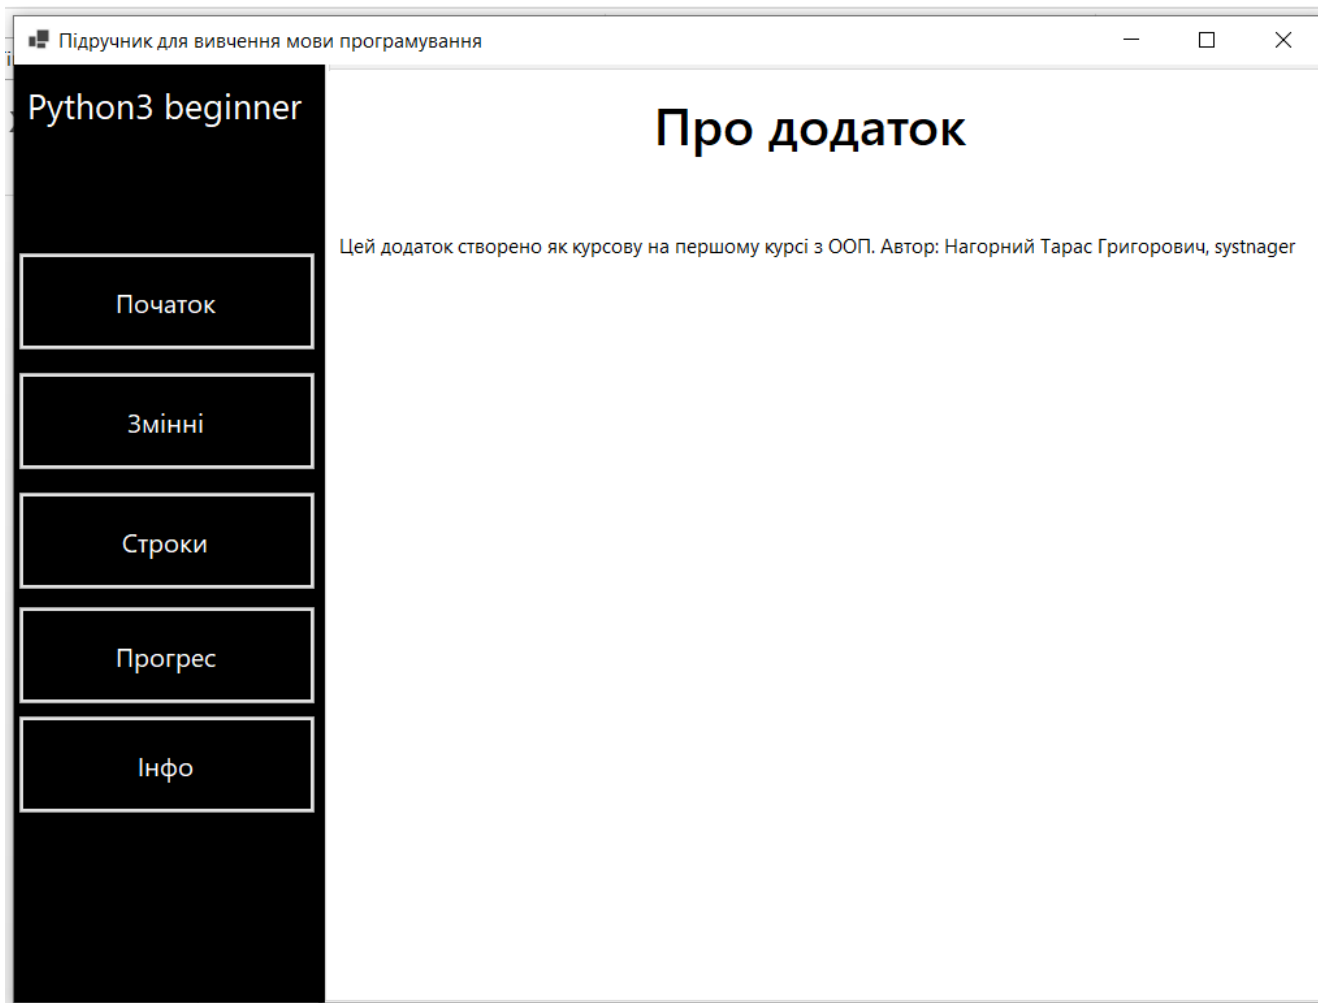 Підручник для вивчення мови програмування
Python3 beginner
Про додаток
Цей додаток створено як курсову на першому курсі з ООП. Автор: Нагорний Тарас Григорович, systnager
Початок
Змінні
Строки
Прогрес
Інфо